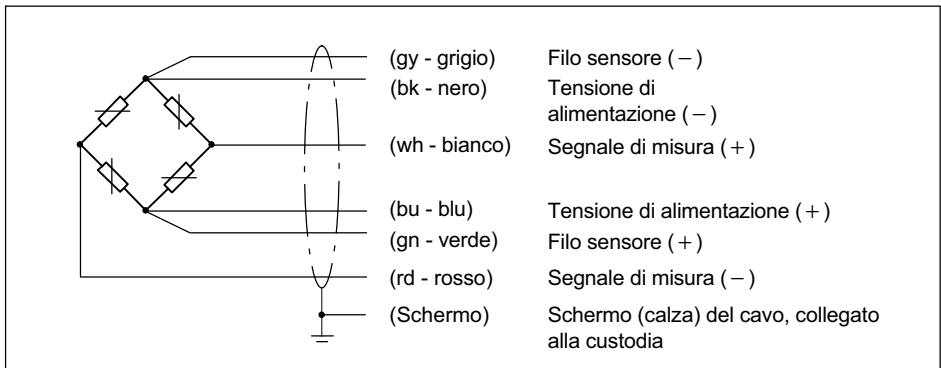 (gy - grigio) Filo sensore (−)
(bk - nero) Tensione di
alimentazione (−)
(wh - bianco) Segnale di misura (+)
(bu - blu) Tensione di alimentazione (+)
(gn - verde) Filo sensore (+)
(rd - rosso) Segnale di misura (−)
(Schermo) Schermo (calza) del cavo, collegato
alla custodia